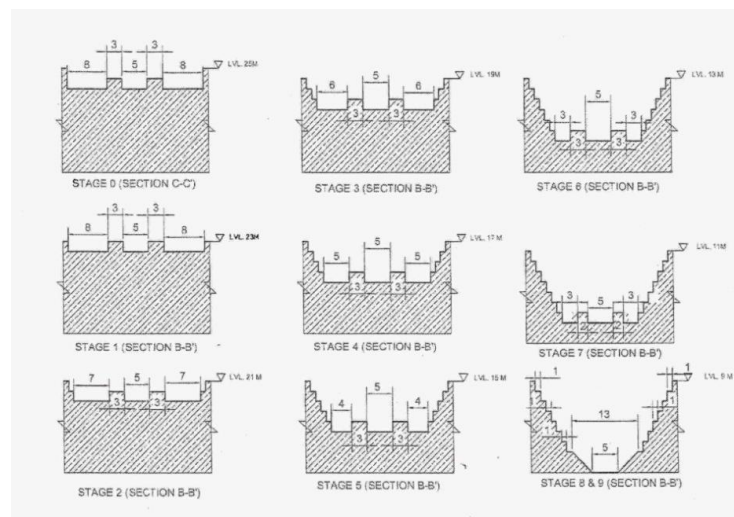 3 3
8 5 8
LVL. 25M
STAGE 0 (SECTION C-C')
5
6 6
LVL. 19M
3 3
STAGE 3 (SECTION B-B')
5
LVL. 13M
3 3
3 3
STAGE 6 (SECTION B-B')
3 3
8 5 8
LVL. 23M
STAGE 1 (SECTION B-B')
5
5 5
LVL. 17M
3 3
STAGE 4 (SECTION B-B')
LVL. 11M
3 5 3
2 2
STAGE 7 (SECTION B-B')
7 5 7
LVL. 21 M
3 3
STAGE 2 (SECTION B-B')
5
4 4
LVL. 15M
3 3
STAGE 5 (SECTION B-B')
1 1
LVL. 9 M
1 13 1
1
5
STAGE 8 & 9 (SECTION B-B')